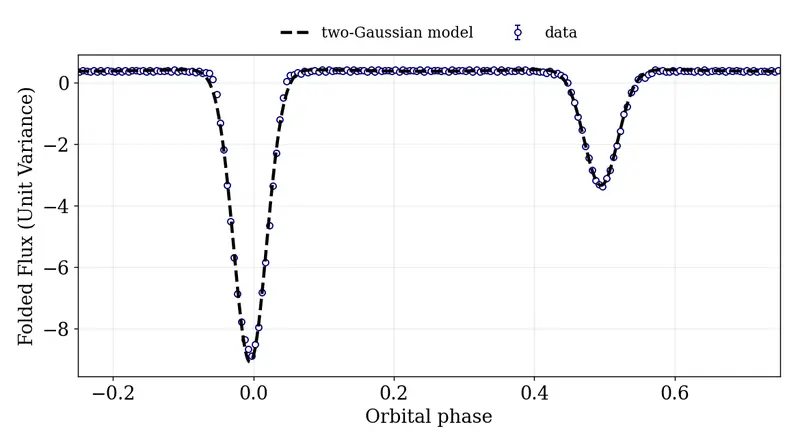 two-Gaussian model
data
Folded Flux (Unit Variance)
0
−2
−4
−6
−8
−0.2
0.0
0.2
0.4
0.6
Orbital phase